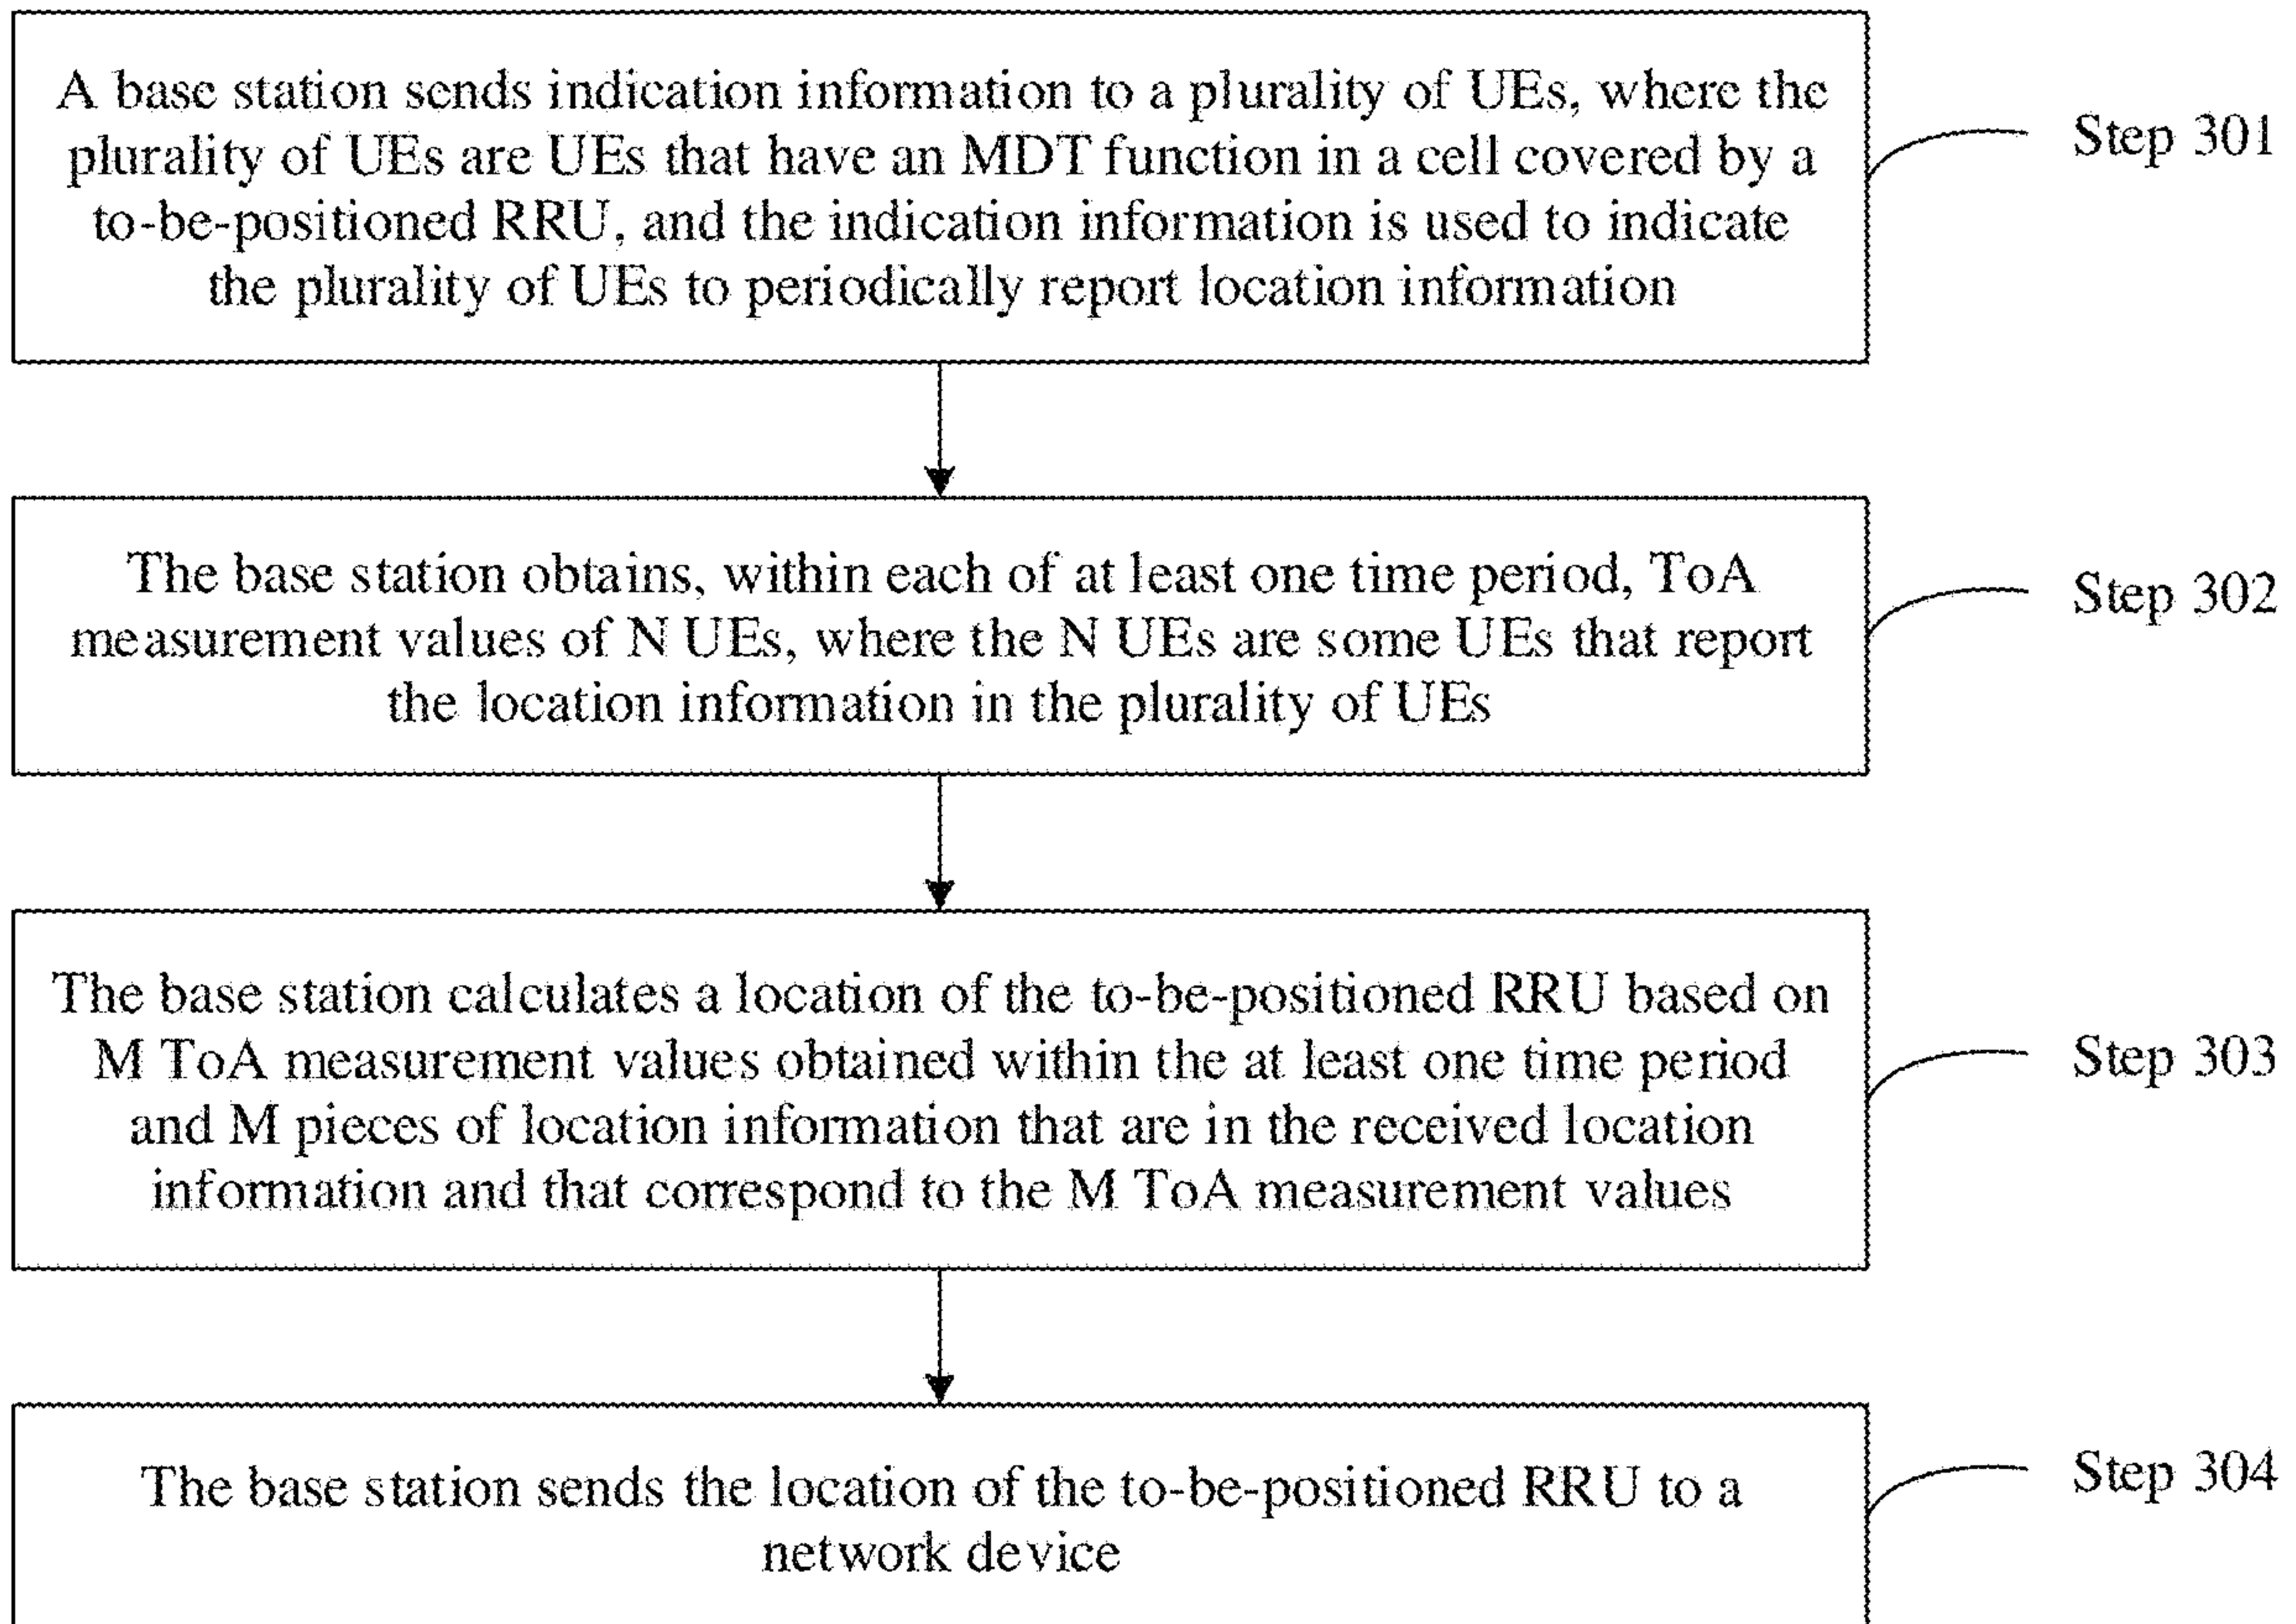 A base station sends indication information to a plurality of UEs, where the
plurality of UEs are UEs that have an MDT function in a cell covered by a
to-be-positioned RRU, and the indication information is used to indicate
the plurality of UEs to periodically report location information
Step 301
The base station obtains, within each of at least one time period, ToA
measurement values of N UEs, where the N UEs are some UEs that report
the location information in the plurality of UEs
Step 302
The base station calculates a location of the to-be-positioned RRU based on
M ToA measurement values obtained within the at least one time period
and M pieces of location information that are in the received location
information and that correspond to the M ToA measurement values
Step 303
The base station sends the location of the to-be-positioned RRU to a
network device
Step 304